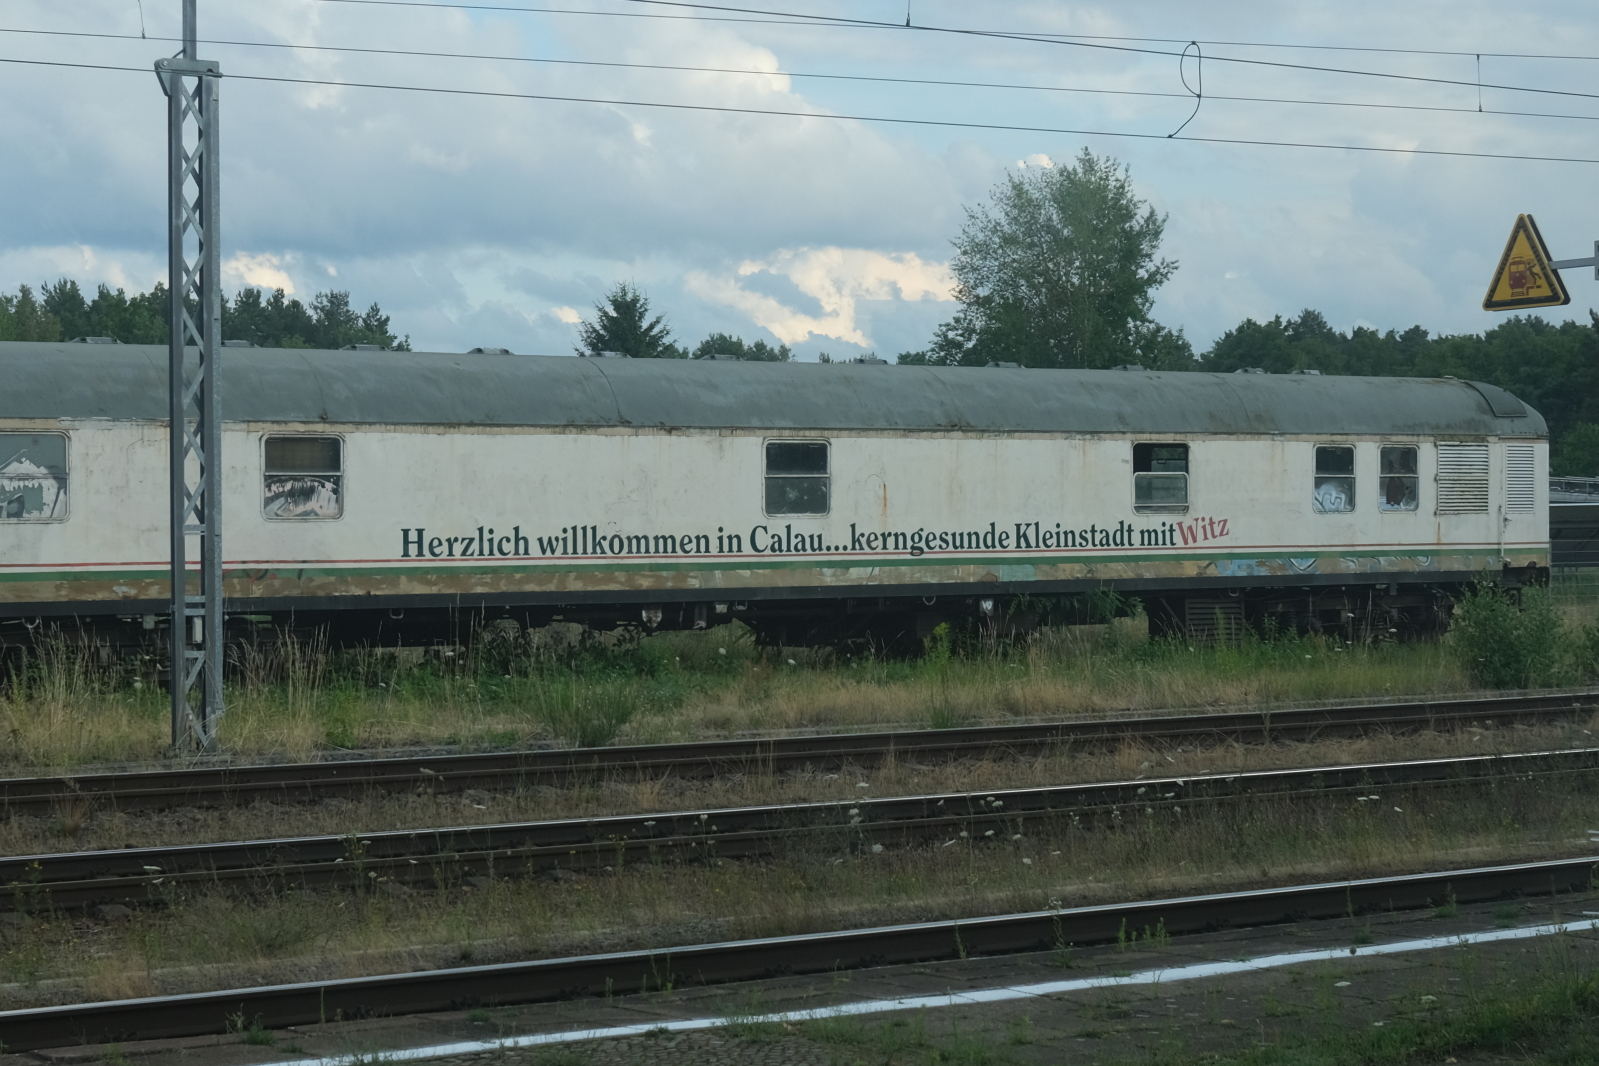 Herzlich willkommen in Calau...kerngesunde Kleinstadt mit Witz